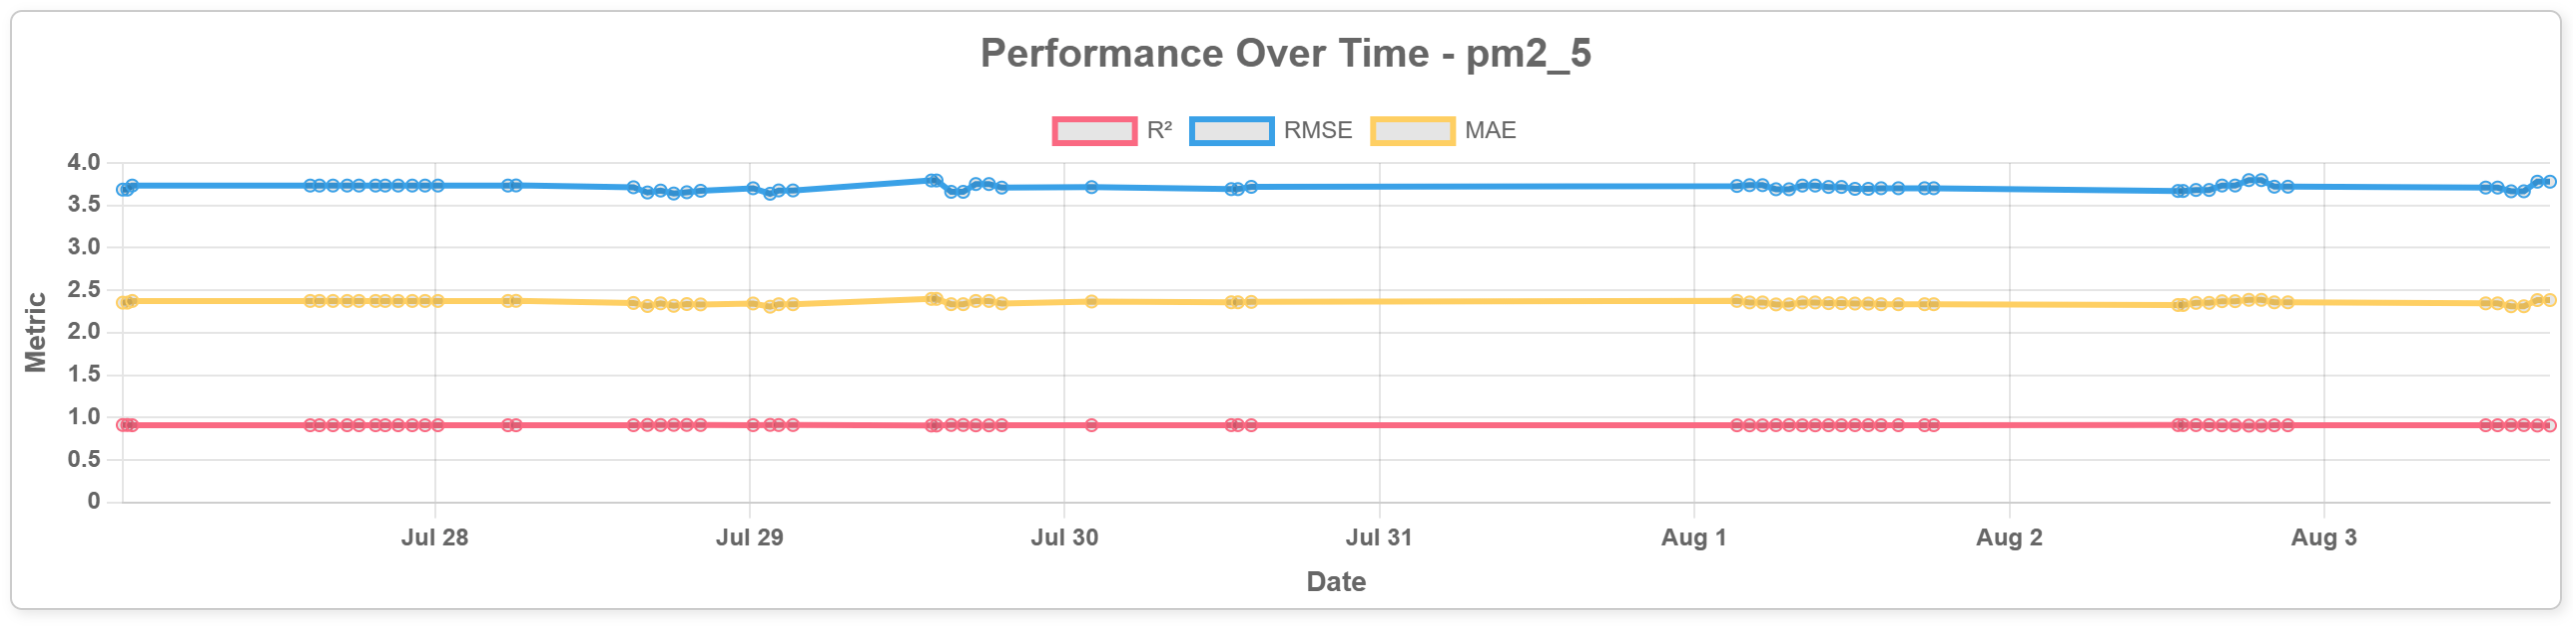 Performance Over Time - pm2_5
R² RMSE MAE
4.0
3.5
3.0
2.5
2.0
1.5
1.0
0.5
0
Metric
Jul 28 Jul 29 Jul 30 Jul 31 Aug 1 Aug 2 Aug 3
Date